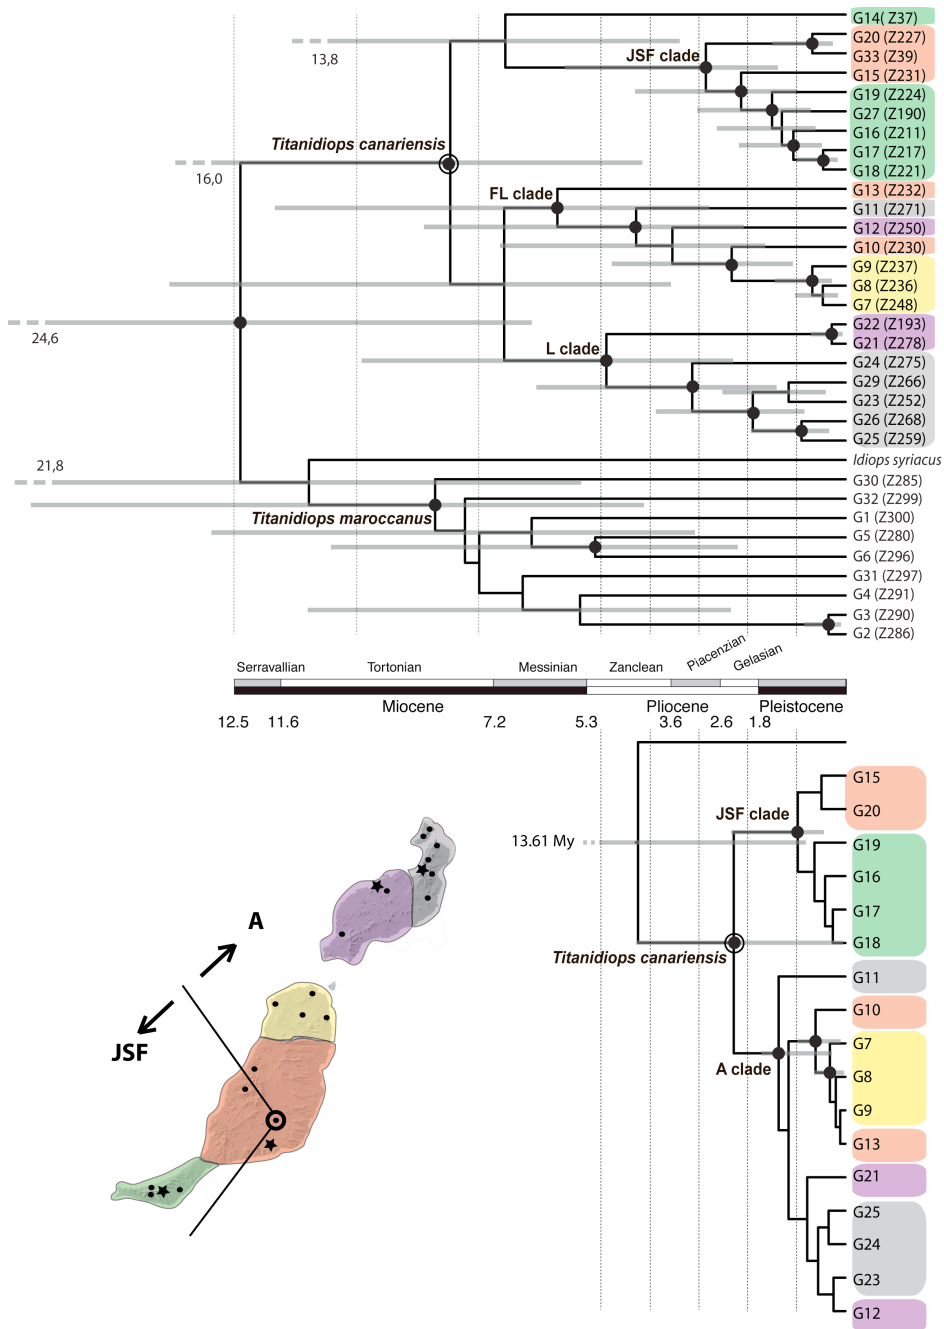 G14( Z37)
G20 (Z227)
13,8
JSF clade
G33 (Z39)
G15 (Z231)
G19 (Z224)
G27 (Z190)
G16 (Z211)
Titanidiops canariensis
G17 (Z217)
G18 (Z221)
16,0
FL clade
G13 (Z232)
G11 (Z271)
G12 (Z250)
G10 (Z230)
G9 (Z237)
G8 (Z236)
G7 (Z248)
G22 (Z193)
24,6
L clade
G21 (Z278)
G24 (Z275)
G29 (Z266)
G23 (Z252)
G26 (Z268)
G25 (Z259)
21,8
Idiops syriacus
G30 (Z285)
G32 (Z299)
Titanidiops maroccanus
G1 (Z300)
G5 (Z280)
G6 (Z296)
G31 (Z297)
G4 (Z291)
G3 (Z290)
G2 (Z286)
Serravallian Tortonian Messinian Zanclean Piacenzian Gelasian
Miocene Pliocene Pleistocene
12.5 11.6 7.2 5.3 3.6 2.6 1.8
G15
G20
JSF clade
13.61 My
G19
G16
G17
G18
Titanidiops canariensis
G11
G10
G7
A clade
G8
G9
G13
G21
G25
G24
G23
G12
A
JSF